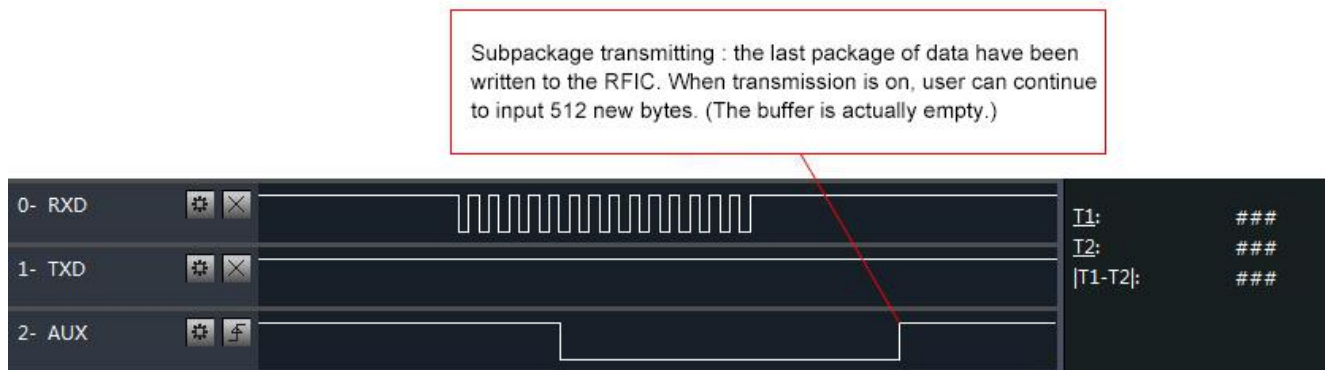 Subpackage transmitting : the last package of data have been
written to the RFIC. When transmission is on, user can continue
to input 512 new bytes. (The buffer is actually empty.)
0- RXD
1- TXD
2- AUX
T1: ###
T2: ###
|T1-T2|: ###